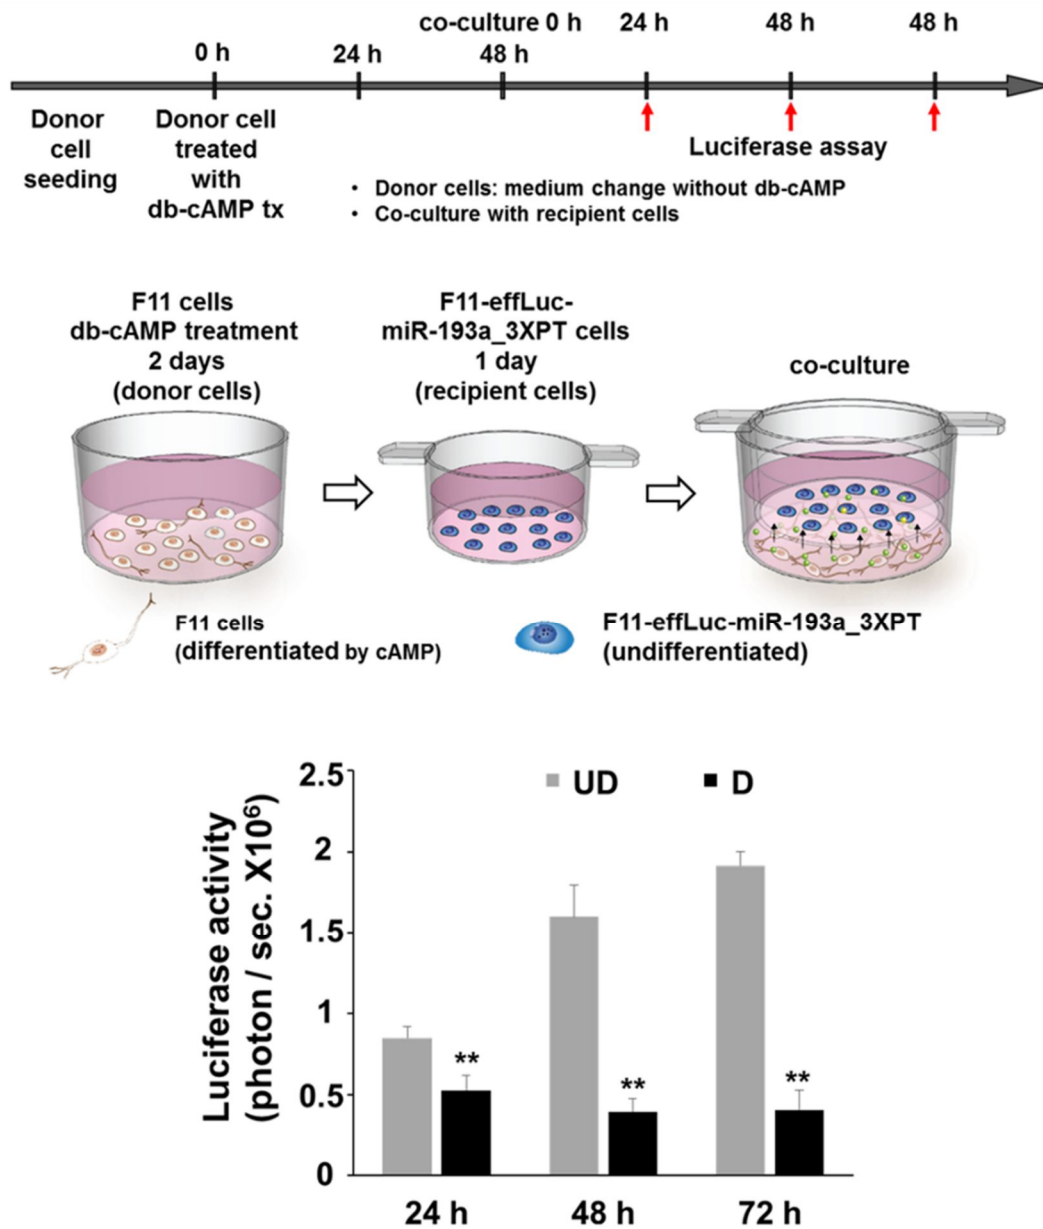 co-culture 0 h 24 h 48 h 48 h
0 h 24 h 48 h
Donor
cell
seeding
Donor cell
treated
with
db-cAMP tx
Luciferase assay
• Donor cells: medium change without db-cAMP
• Co-culture with recipient cells
F11 cells
db-cAMP treatment
2 days
(donor cells)
F11-effLuc-
miR-193a_3XPT cells
1 day
(recipient cells)
co-culture
F11 cells
(differentiated by cAMP)
F11-effLuc-miR-193a_3XPT
(undifferentiated)
Luciferase activity
(photon / sec. X10⁶)
2.5
2
1.5
1
0.5
0
UD D
**
**
**
24 h 48 h 72 h